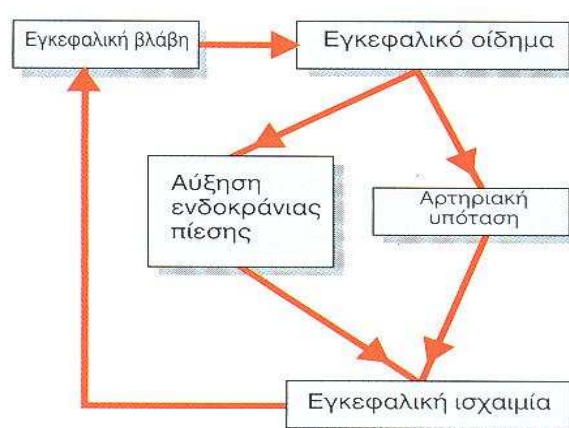 Εγκεφαλική βλάβη
Εγκεφαλικό οίδημα
Αύξηση
ενδοκράνιας
πίεσης
Αρτηριακή
υπόταση
Εγκεφαλική ισχαιμία